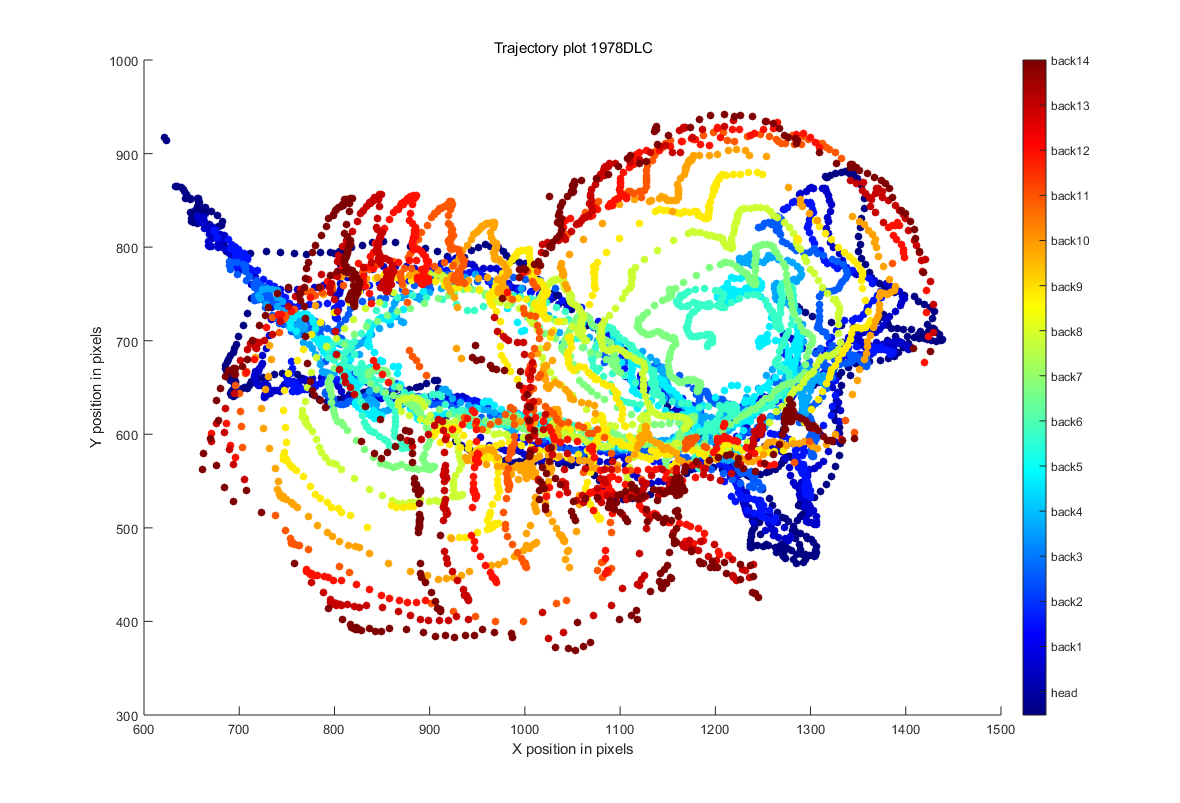 Trajectory plot 1978DLC
1000
900
800
700
600
500
400
300
Y position in pixels
600 700 800 900 1000 1100 1200 1300 1400 1500
X position in pixels
back14
back13
back12
back11
back10
back9
back8
back7
back6
back5
back4
back3
back2
back1
head